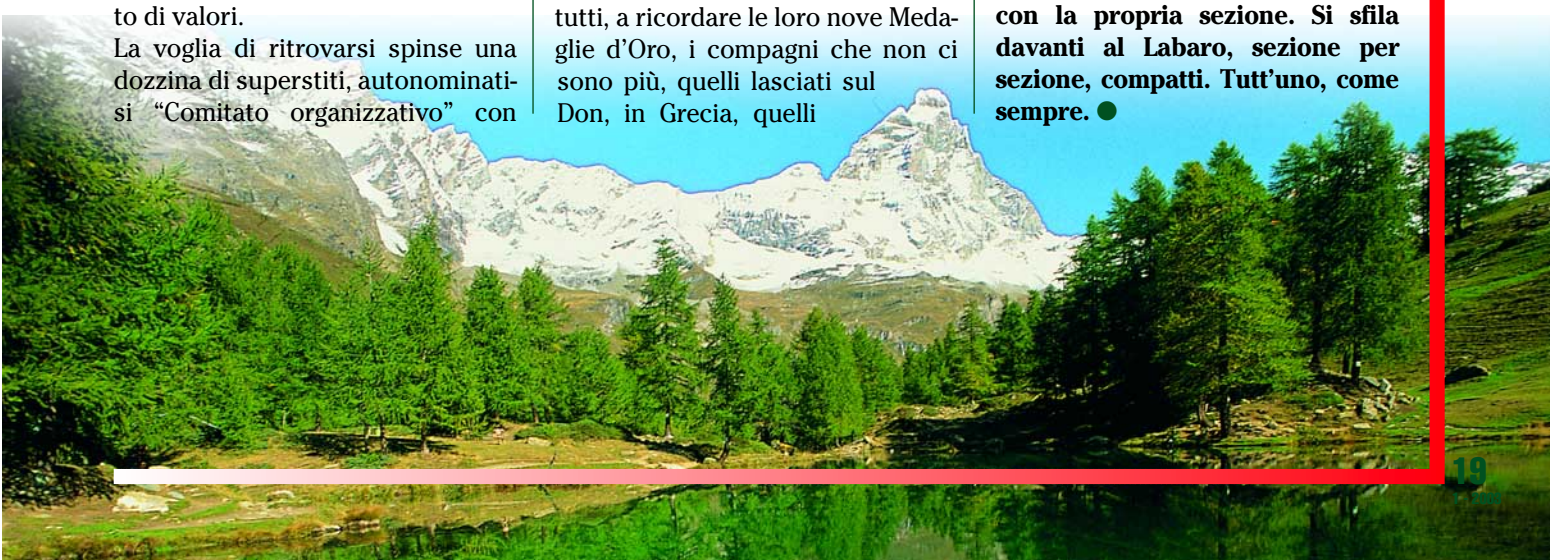 to di valori.
La voglia di ritrovarsi spinse una
dozzina di superstiti, autonominati-
si “Comitato organizzativo” con
tutti, a ricordare le loro nove Meda-
glie d’Oro, i compagni che non ci
sono più, quelli lasciati sul
Don, in Grecia, quelli
con la propria sezione. Si sfila
davanti al Labaro, sezione per
sezione, compatti. Tutt'uno, come
sempre.
19